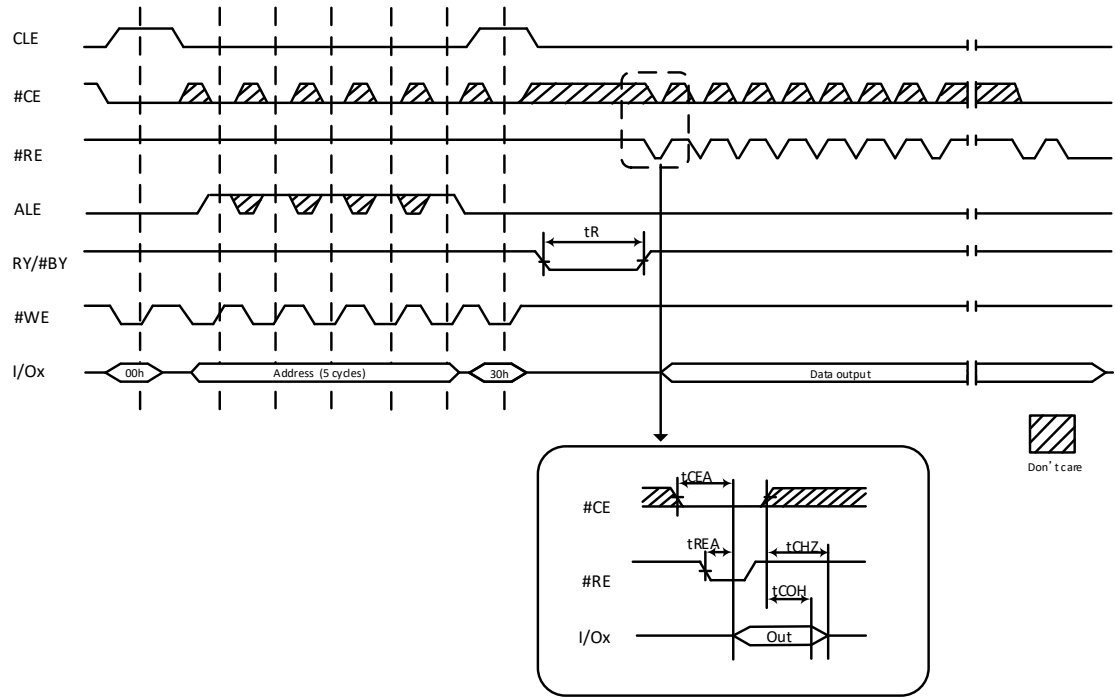 CLE
#CE
#RE
ALE
tR
RY/#BY
#WE
I/Ox
00h
Address (5 cycles)
30h
Data output
Don't care
tCEA
#CE
tREA
tCHZ
#RE
tCOH
I/Ox
Out